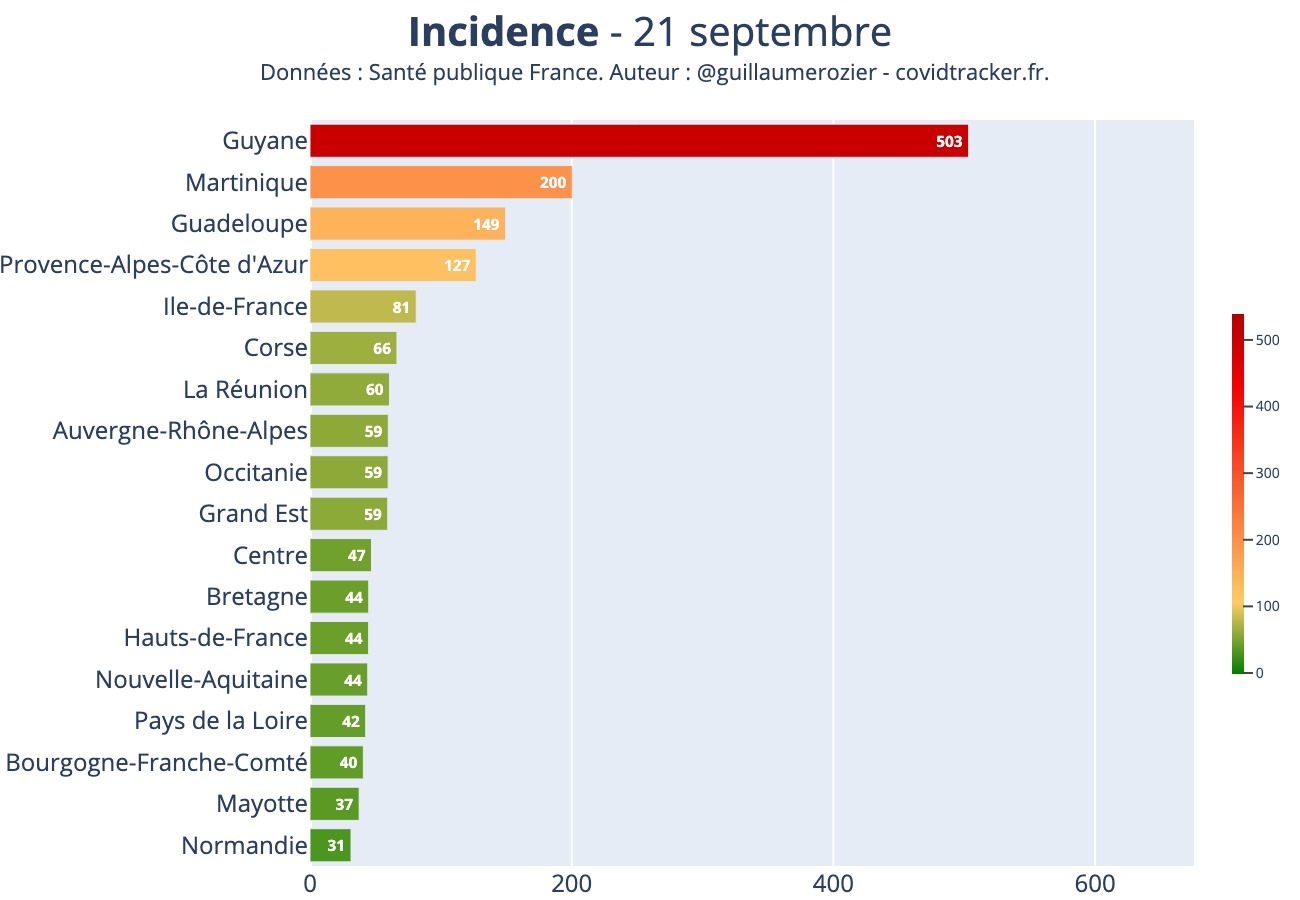 Incidence - 21 septembre
Données : Santé publique France. Auteur : @guillaumerozier - covidtracker.fr.
Guyane 503
Martinique 200
Guadeloupe 149
Provence-Alpes-Côte d'Azur 127
Ile-de-France 81
Corse 66
La Réunion 60
Auvergne-Rhône-Alpes 59
Occitanie 59
Grand Est 59
Centre 47
Bretagne 44
Hauts-de-France 44
Nouvelle-Aquitaine 44
Pays de la Loire 42
Bourgogne-Franche-Comté 40
Mayotte 37
Normandie 31
0 200 400 600
500
400
300
200
100
0